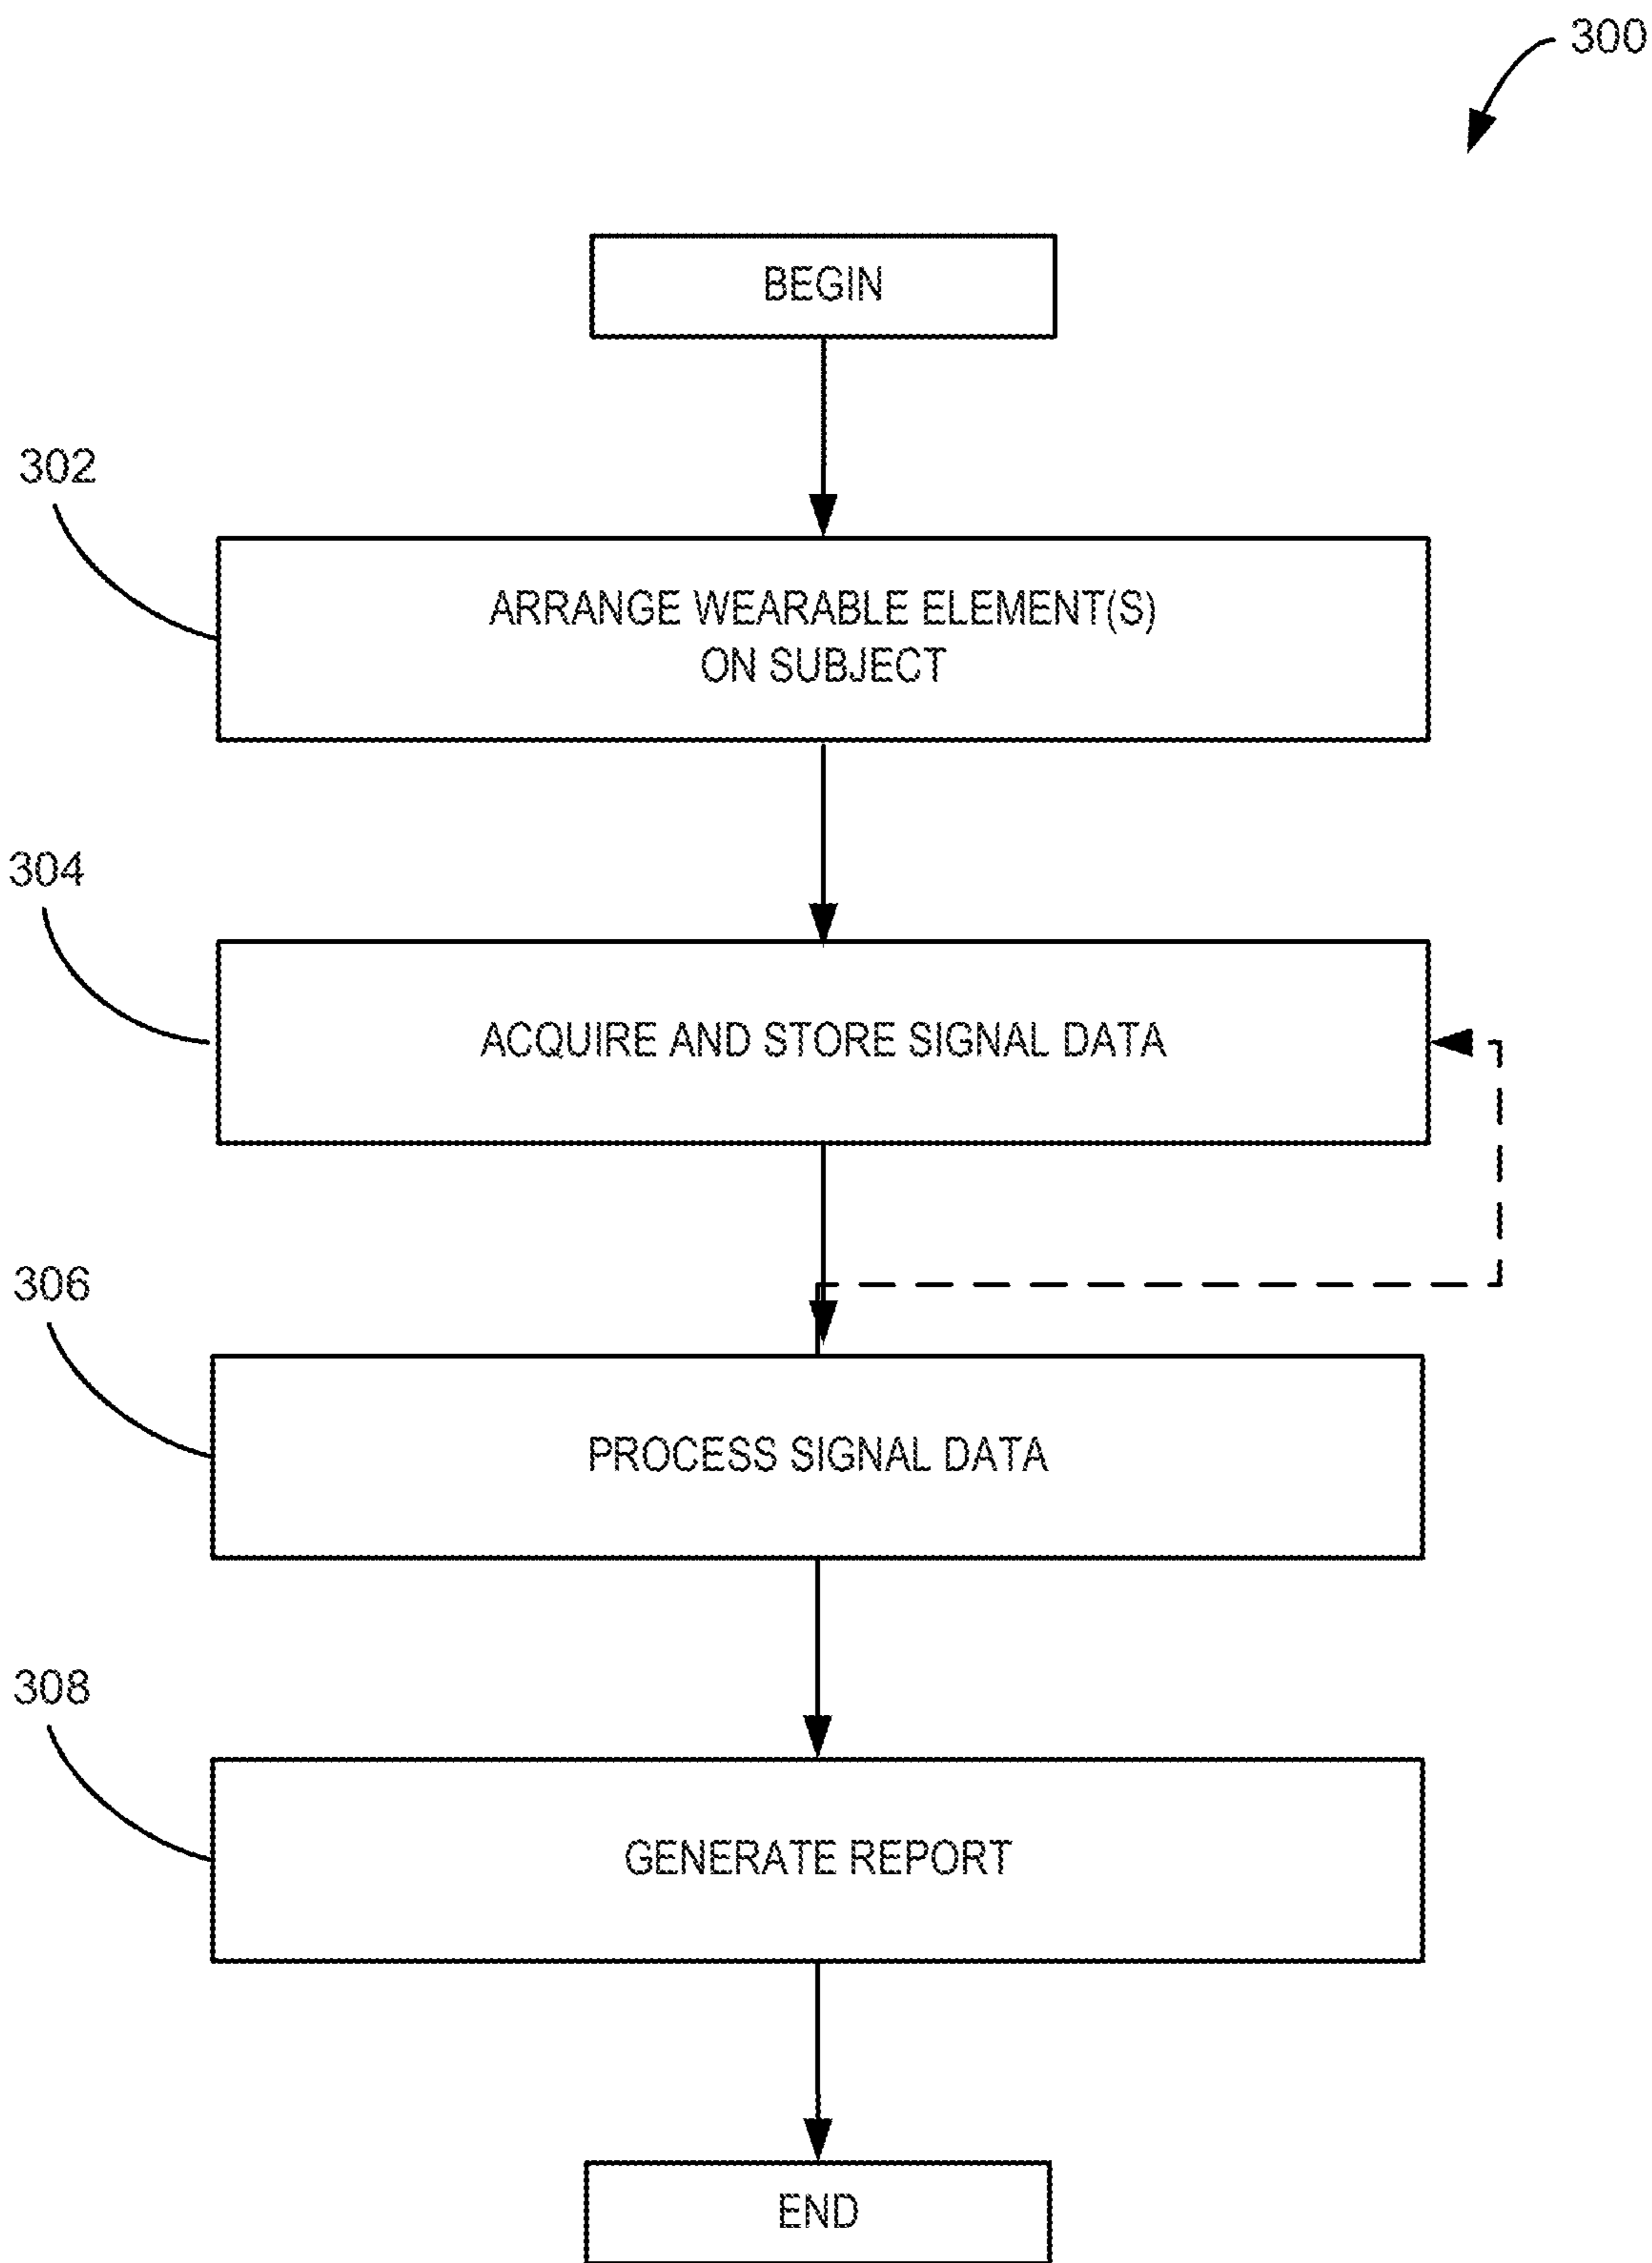 300
BEGIN
302
ARRANGE WEARABLE ELEMENT(S)
ON SUBJECT
304
ACQUIRE AND STORE SIGNAL DATA
306
PROCESS SIGNAL DATA
308
GENERATE REPORT
END